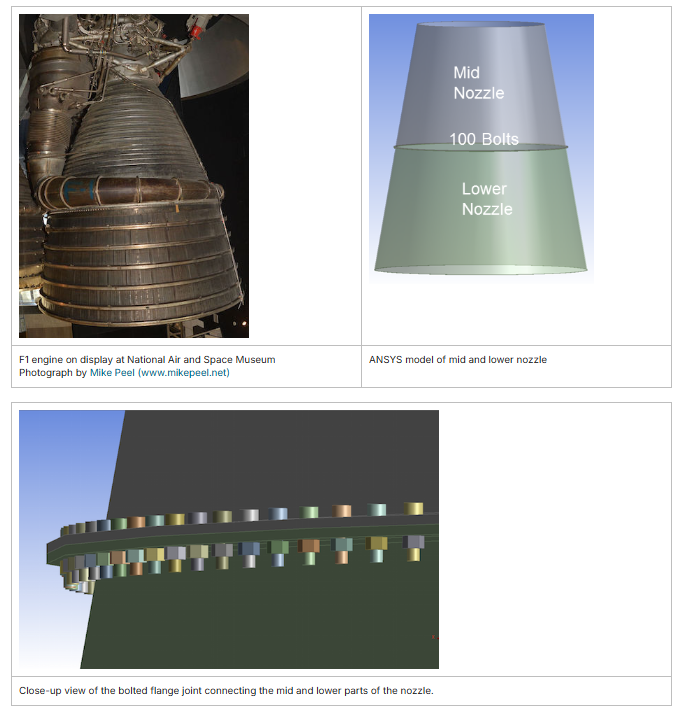 Mid
Nozzle
100 Bolts
Lower
Nozzle
F1 engine on display at National Air and Space Museum
Photograph by Mike Peel (www.mikepeel.net)
ANSYS model of mid and lower nozzle
Close-up view of the bolted flange joint connecting the mid and lower parts of the nozzle.